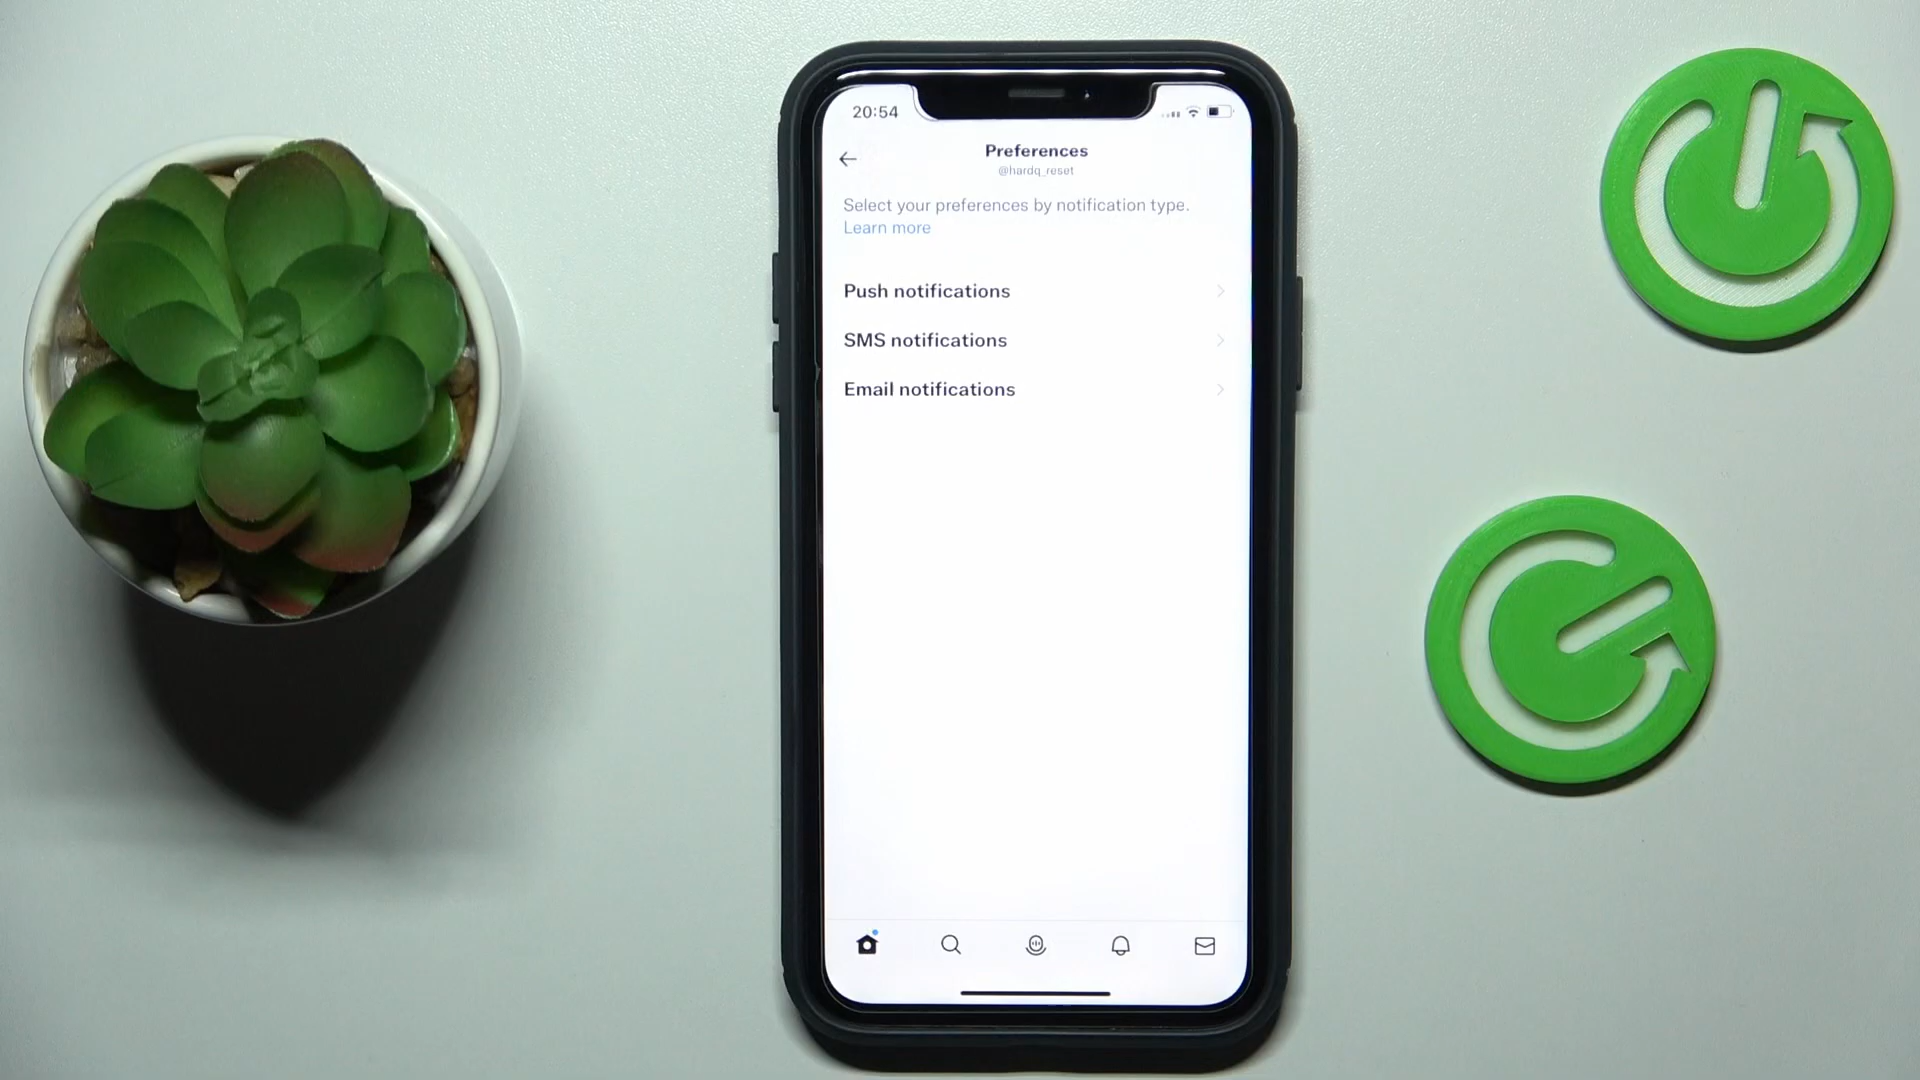 20:54
Preferences
@hardq_reset
Select your preferences by notification type.
Learn more
Push notifications
SMS notifications
Email notifications